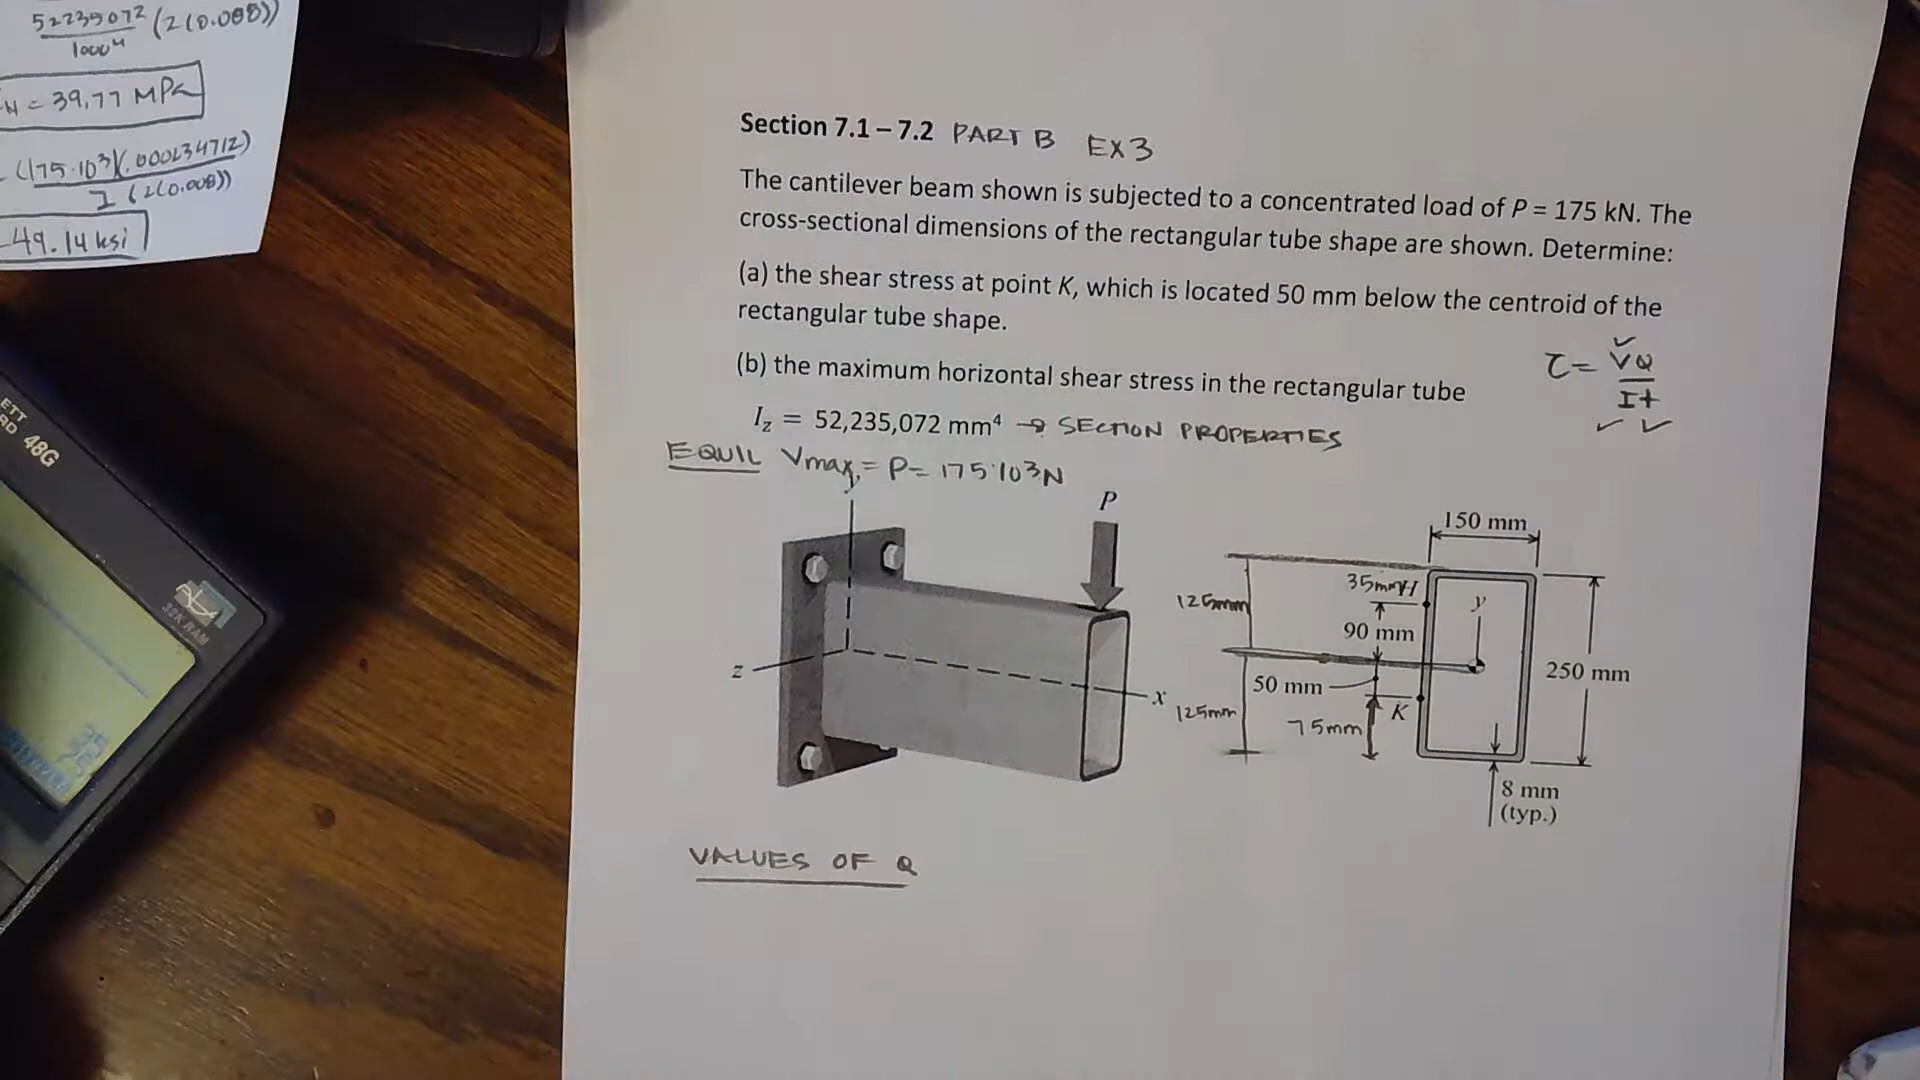 52235072 (2(0.008))
1000⁴
= 39.77 MPa
(175·10³)(.000234712)
I (2(0.008))
49.14 ksi
48G
32K RAM
Section 7.1 – 7.2 PART B EX3
The cantilever beam shown is subjected to a concentrated load of P = 175 kN. The
cross-sectional dimensions of the rectangular tube shape are shown. Determine:
(a) the shear stress at point K, which is located 50 mm below the centroid of the
rectangular tube shape.
(b) the maximum horizontal shear stress in the rectangular tube
τ = VQ
It
I_z = 52,235,072 mm⁴ → SECTION PROPERTIES
EQUIL Vmax = P = 175·10³N
y
P
z
x
150 mm
125mm
35mm H
90 mm
y
250 mm
50 mm
K
125mm
75mm
8 mm
(typ.)
VALUES OF Q